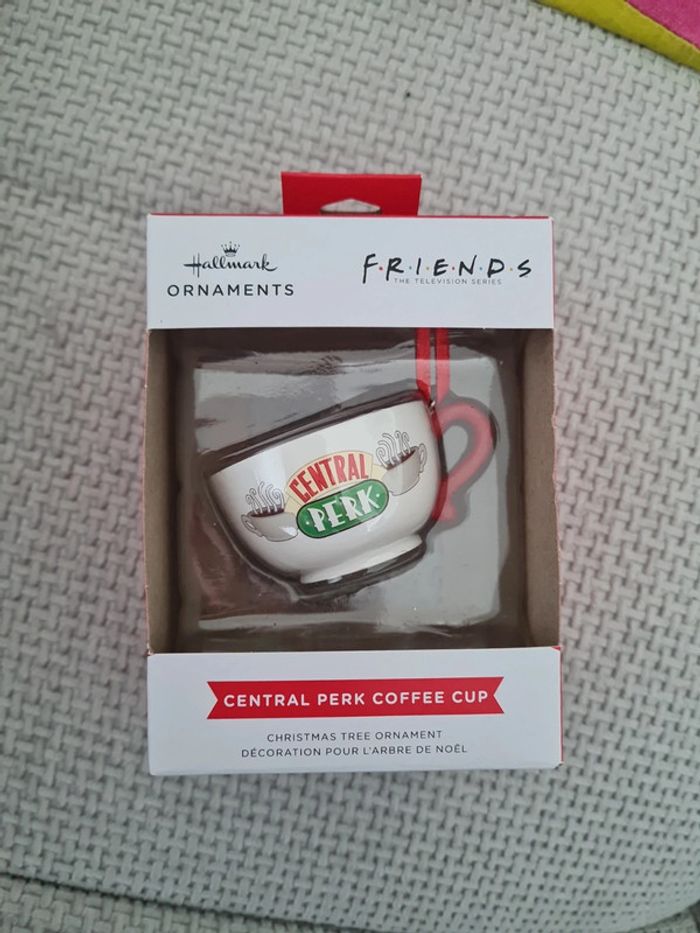 Hallmark
ORNAMENTS
F·R·I·E·N·D·S
THE TELEVISION SERIES
CENTRAL
PERK
CENTRAL PERK COFFEE CUP
CHRISTMAS TREE ORNAMENT
DÉCORATION POUR L'ARBRE DE NOËL